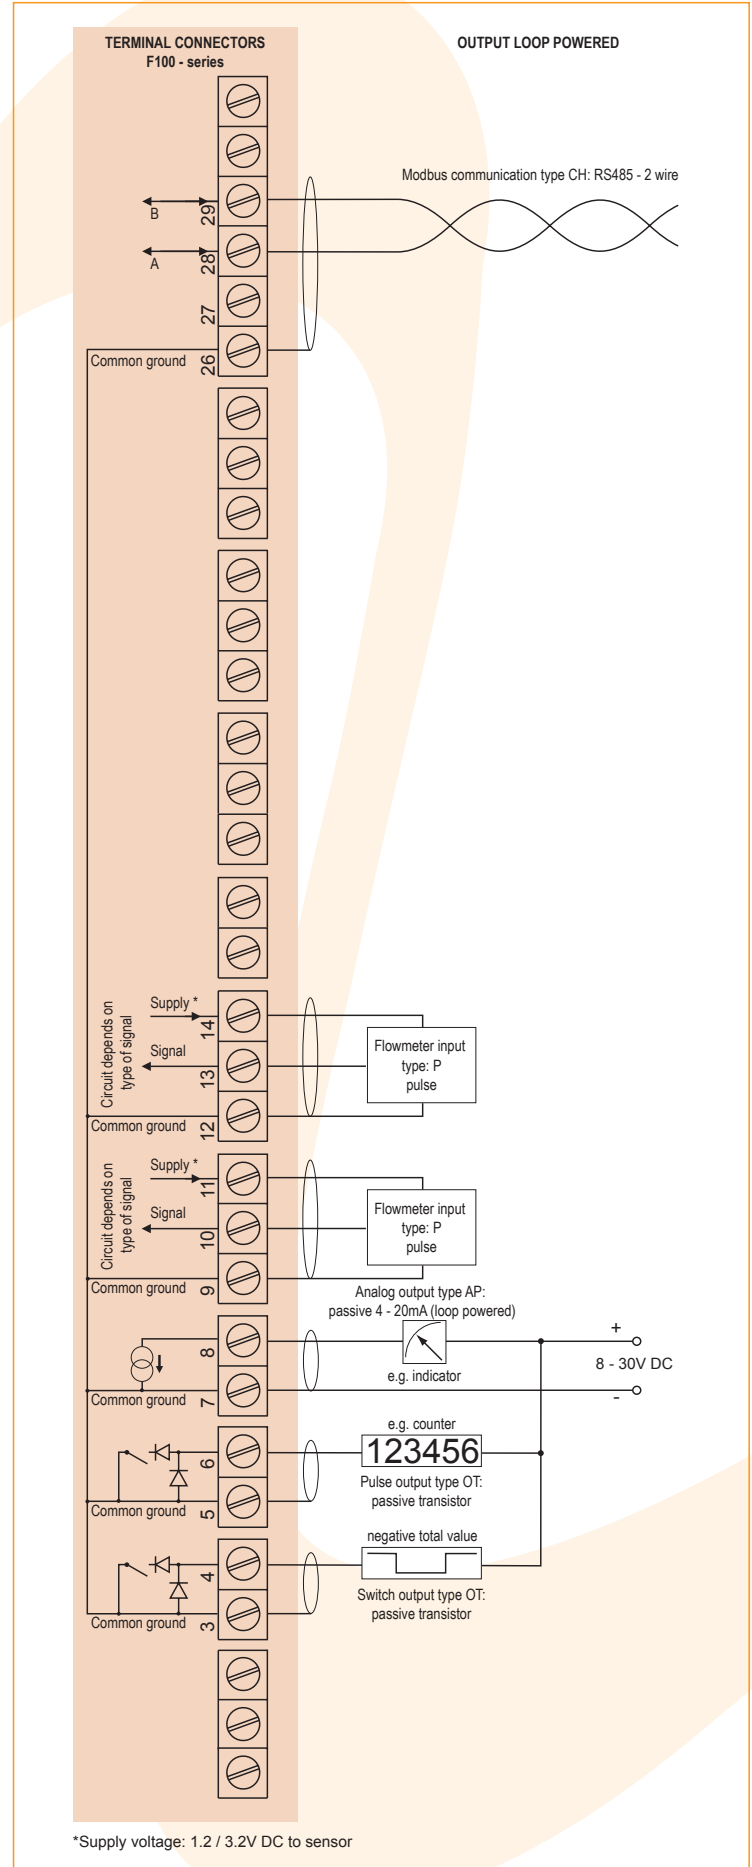 TERMINAL CONNECTORS
F100 - series
OUTPUT LOOP POWERED
Modbus communication type CH: RS485 - 2 wire
B
29
A
28
27
Common ground
26
Circuit depends on
type of signal
Supply *
14
Signal
13
Common ground
12
Flowmeter input
type: P
pulse
Circuit depends on
type of signal
Supply *
11
Signal
10
Common ground
9
Flowmeter input
type: P
pulse
Analog output type AP:
passive 4 - 20mA (loop powered)
8
e.g. indicator
+
8 - 30V DC
-
Common ground
7
e.g. counter
6
123456
Pulse output type OT:
passive transistor
Common ground
5
negative total value
4
Switch output type OT:
passive transistor
Common ground
3
*Supply voltage: 1.2 / 3.2V DC to sensor